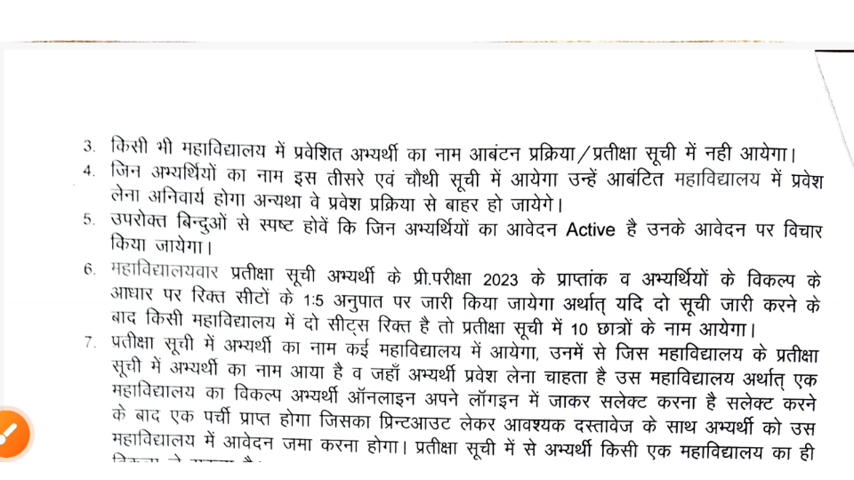 3. किसी भी महाविद्यालय में प्रवेशित अभ्यर्थी का नाम आबंटन प्रक्रिया/प्रतीक्षा सूची में नही आयेगा।
4. जिन अभ्यर्थियों का नाम इस तीसरे एवं चौथी सूची में आयेगा उन्हें आबंटित महाविद्यालय में प्रवेश
लेना अनिवार्य होगा अन्यथा वे प्रवेश प्रक्रिया से बाहर हो जायेगे।
5. उपरोक्त बिन्दुओं से स्पष्ट होवें कि जिन अभ्यर्थियों का आवेदन Active है उनके आवेदन पर विचार
किया जायेगा।
6. महाविद्यालयवार प्रतीक्षा सूची अभ्यर्थी के प्री.परीक्षा 2023 के प्राप्तांक व अभ्यर्थियों के विकल्प के
आधार पर रिक्त सीटों के 1:5 अनुपात पर जारी किया जायेगा अर्थात् यदि दो सूची जारी करने के
बाद किसी महाविद्यालय में दो सीट्स रिक्त है तो प्रतीक्षा सूची में 10 छात्रों के नाम आयेगा।
7. प्रतीक्षा सूची में अभ्यर्थी का नाम कई महाविद्यालय में आयेगा, उनमें से जिस महाविद्यालय के प्रतीक्षा
सूची में अभ्यर्थी का नाम आया है व जहाँ अभ्यर्थी प्रवेश लेना चाहता है उस महाविद्यालय अर्थात् एक
महाविद्यालय का विकल्प अभ्यर्थी ऑनलाइन अपने लॉगइन में जाकर सलेक्ट करना है सलेक्ट करने
के बाद एक पर्ची प्राप्त होगा जिसका प्रिन्टआउट लेकर आवश्यक दस्तावेज के साथ अभ्यर्थी को उस
महाविद्यालय में आवेदन जमा करना होगा। प्रतीक्षा सूची में से अभ्यर्थी किसी एक महाविद्यालय का ही